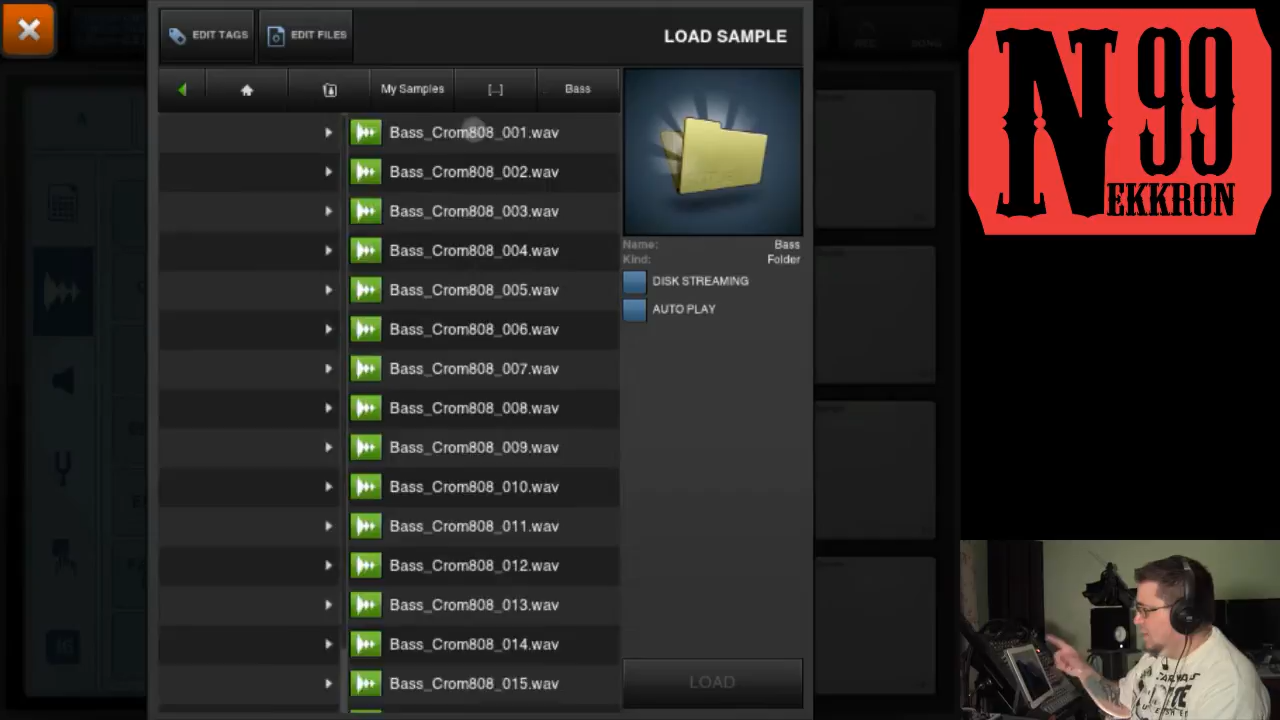 EDIT TAGS
EDIT FILES
LOAD SAMPLE
My Samples
[...]
Bass
Bass_Crom808_001.wav
Bass_Crom808_002.wav
Bass_Crom808_003.wav
Bass_Crom808_004.wav
Bass_Crom808_005.wav
Bass_Crom808_006.wav
Bass_Crom808_007.wav
Bass_Crom808_008.wav
Bass_Crom808_009.wav
Bass_Crom808_010.wav
Bass_Crom808_011.wav
Bass_Crom808_012.wav
Bass_Crom808_013.wav
Bass_Crom808_014.wav
Bass_Crom808_015.wav
Name: Bass
Kind: Folder
DISK STREAMING
AUTO PLAY
LOAD
N99
NEKKRON